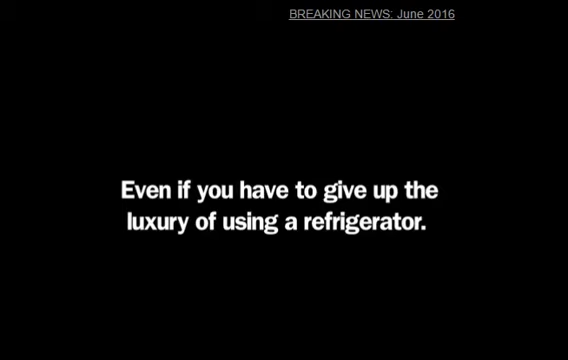 BREAKING NEWS: June 2016
Even if you have to give up the
luxury of using a refrigerator.